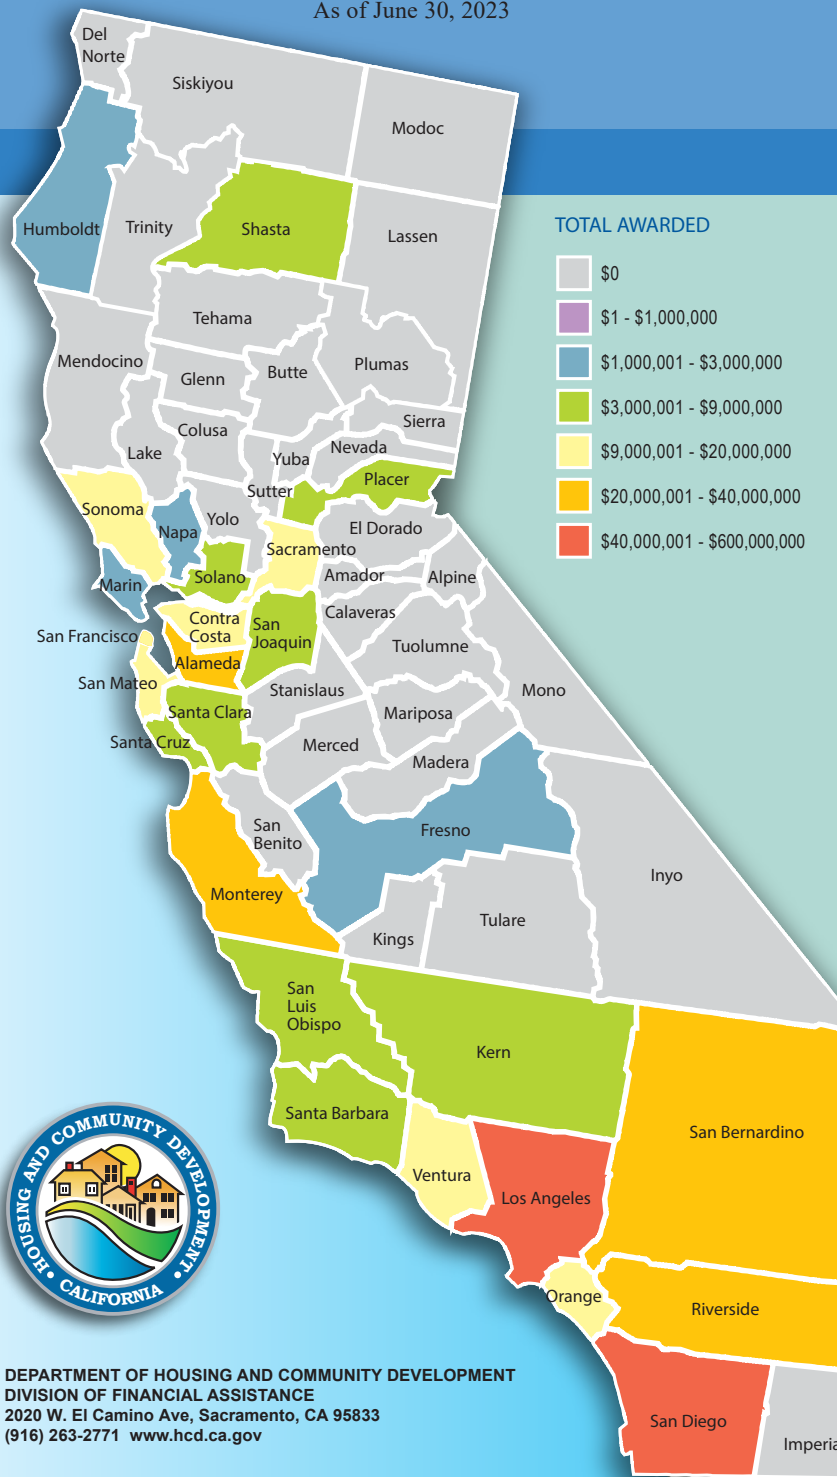 As of June 30, 2023
Del
Norte
Siskiyou
Modoc
Humboldt
Trinity
Shasta
Lassen
TOTAL AWARDED
$0
$1 - $1,000,000
$1,000,001 - $3,000,000
$3,000,001 - $9,000,000
$9,000,001 - $20,000,000
$20,000,001 - $40,000,000
$40,000,001 - $600,000,000
Tehama
Mendocino
Glenn
Butte
Plumas
Colusa
Sierra
Lake
Yuba
Nevada
Sutter
Placer
Sonoma
Napa
Yolo
El Dorado
Sacramento
Marin
Solano
Amador
Alpine
Contra
Costa
San
Joaquin
Calaveras
San Francisco
Alameda
Tuolumne
San Mateo
Stanislaus
Mono
Santa Clara
Mariposa
Santa Cruz
Merced
Madera
San
Benito
Fresno
Inyo
Monterey
Kings
Tulare
San
Luis
Obispo
Kern
Santa Barbara
San Bernardino
Ventura
Los Angeles
Orange
Riverside
San Diego
Imperia
HOUSING AND COMMUNITY DEVELOPMENT
• CALIFORNIA •
DEPARTMENT OF HOUSING AND COMMUNITY DEVELOPMENT
DIVISION OF FINANCIAL ASSISTANCE
2020 W. El Camino Ave, Sacramento, CA 95833
(916) 263-2771 www.hcd.ca.gov